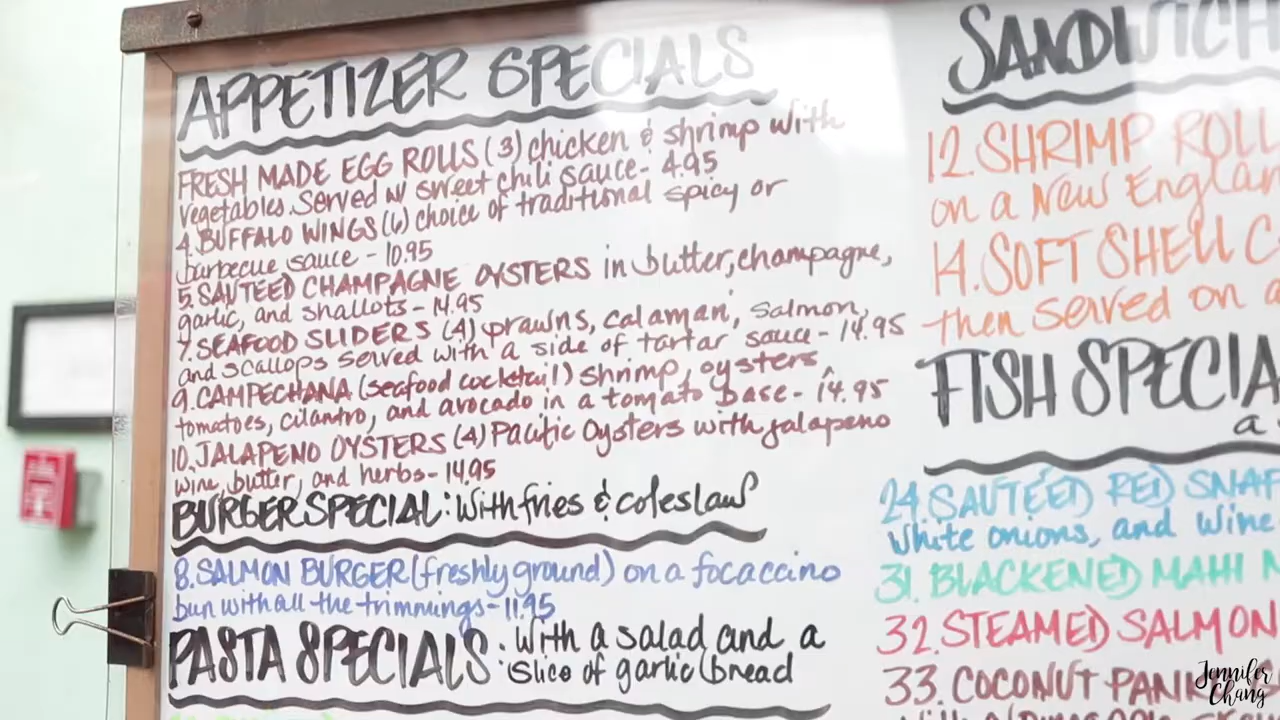 APPETIZER SPECIALS
FRESH MADE EGG ROLLS (3) chicken & shrimp with
vegetables. Served w/ sweet chili sauce- 4.95
4. BUFFALO WINGS (6) choice of traditional spicy or
barbecue sauce - 10.95
5. SAUTEED CHAMPAGNE OYSTERS in butter, champagne,
garlic, and shallots - 14.95
7. SEAFOOD SLIDERS (4) prawns, calamari, salmon,
and scallops served with a side of tartar sauce - 14.95
9. CAMPECHANA (seafood cocktail) shrimp, oysters,
tomatoes, cilantro, and avocado in a tomato base - 14.95
10. JALAPENO OYSTERS (4) Pacific Oysters with jalapeno
wine, butter, and herbs - 14.95
BURGER SPECIAL: With fries & coleslaw
8. SALMON BURGER (freshly ground) on a focaccino
bun with all the trimmings - 11.95
PASTA SPECIALS: With a salad and a
slice of garlic bread
SANDWICH
12. SHRIMP ROLL
on a New Englan
14. SOFT SHELL C
then served on a
FISH SPECIA
a
24. SAUTÉED RED SNAP
white onions, and wine
31. BLACKENED MAHI M
32. STEAMED SALMON
33. COCONUT PANK
Jennifer
Chang